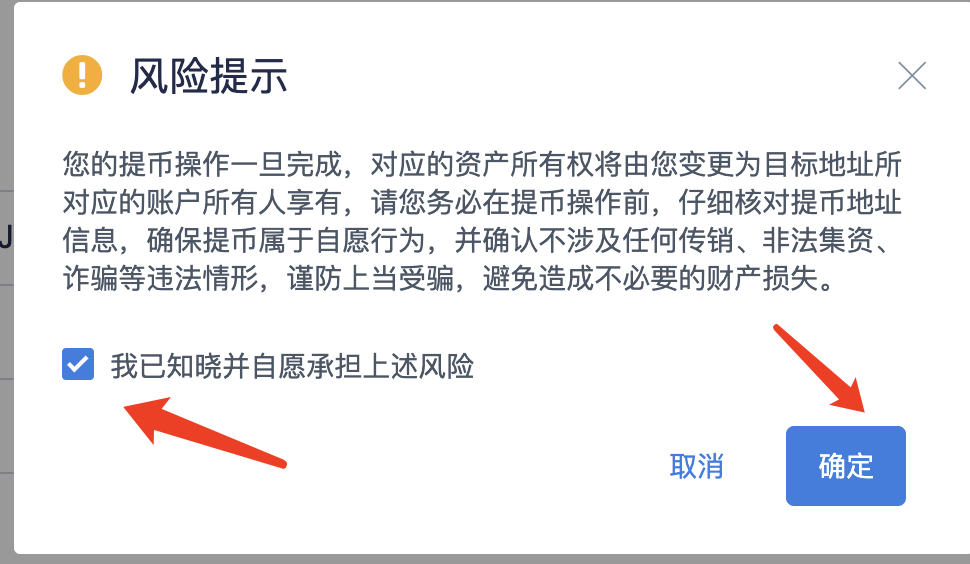 风险提示
您的提币操作一旦完成，对应的资产所有权将由您变更为目标地址所
对应的账户所有人享有，请您务必在提币操作前，仔细核对提币地址
信息，确保提币属于自愿行为，并确认不涉及任何传销、非法集资、
诈骗等违法情形，谨防上当受骗，避免造成不必要的财产损失。
我已知晓并自愿承担上述风险
取消
确定